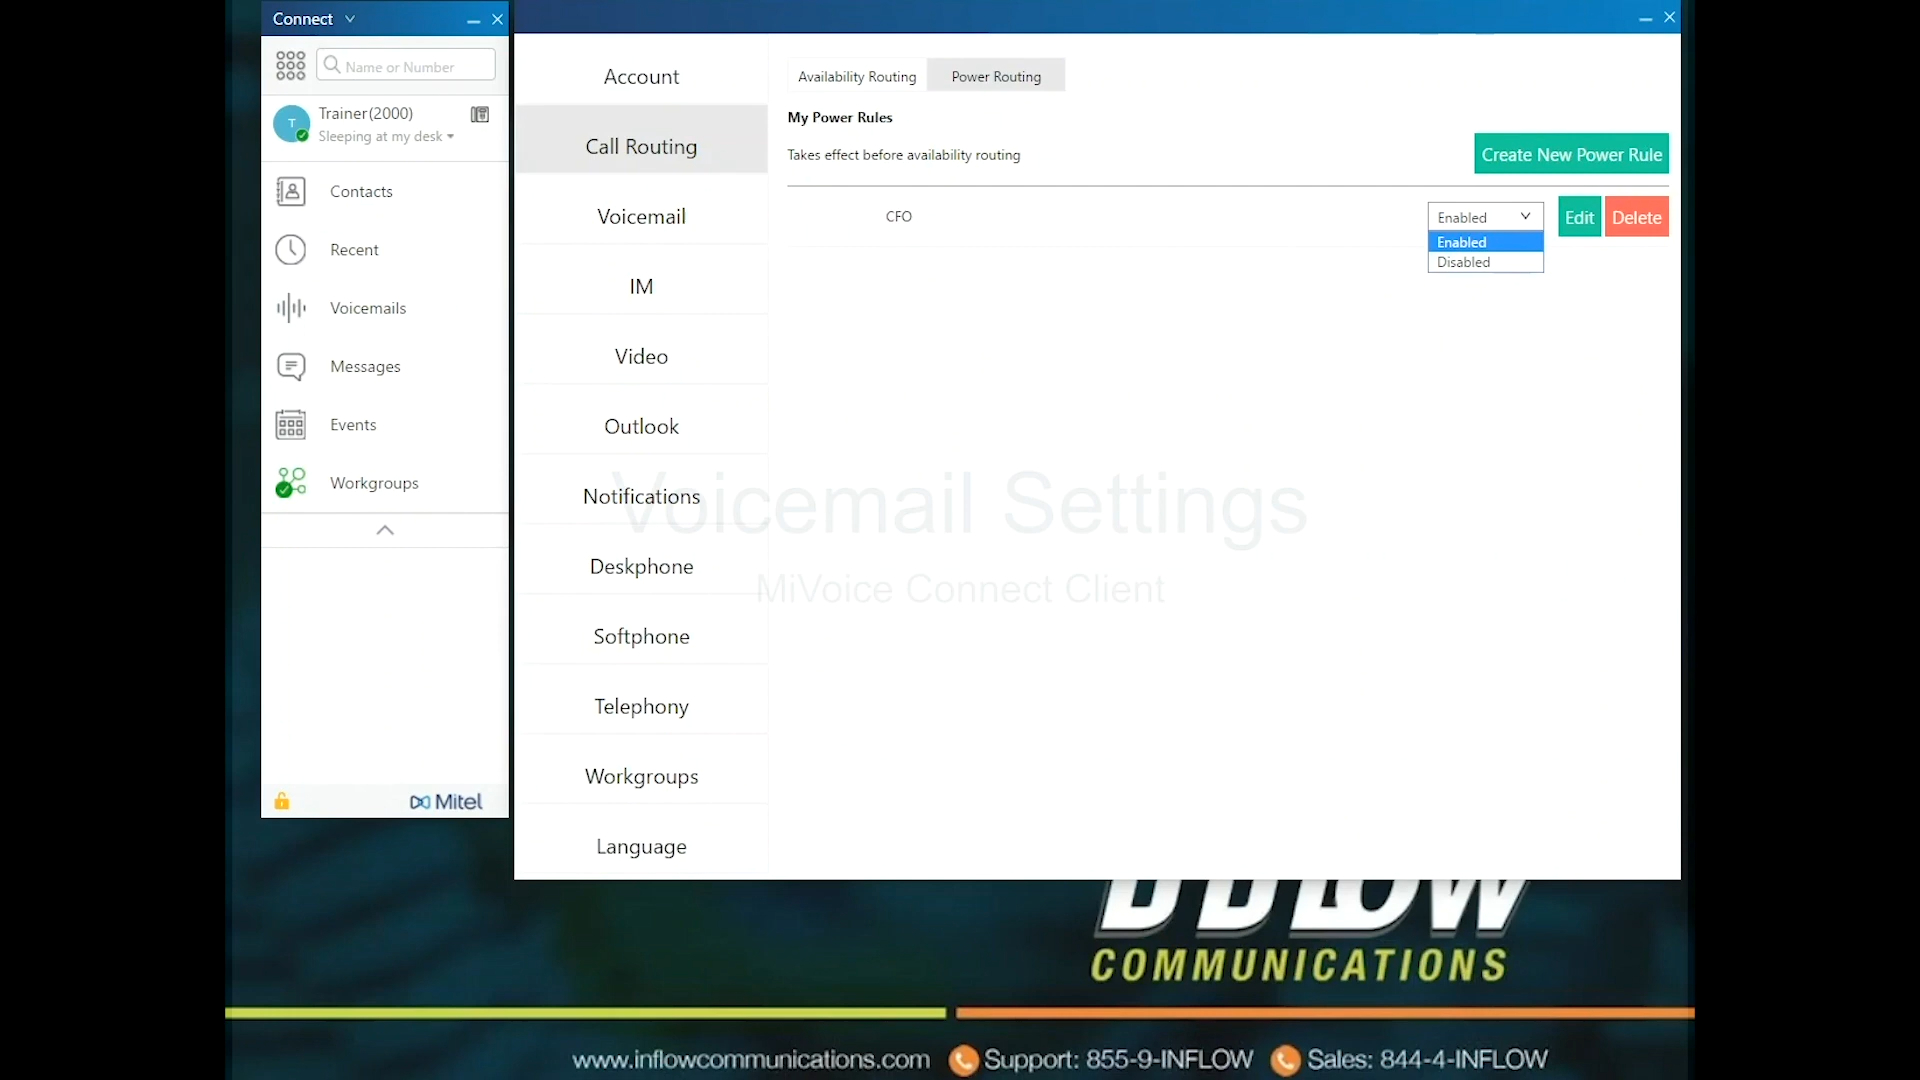 Connect
Name or Number
T
Trainer(2000)
Sleeping at my desk
Contacts
Recent
Voicemails
Messages
Events
Workgroups
Mitel
Account
Call Routing
Voicemail
IM
Video
Outlook
Notifications
Deskphone
Softphone
Telephony
Workgroups
Language
Availability Routing
Power Routing
My Power Rules
Takes effect before availability routing
Create New Power Rule
CFO
Enabled
Edit
Delete
Enabled
Disabled
Voicemail Settings
MiVoice Connect Client
COMMUNICATIONS
www.inflowcommunications.com
Support: 855-9-INFLOW
Sales: 844-4-INFLOW